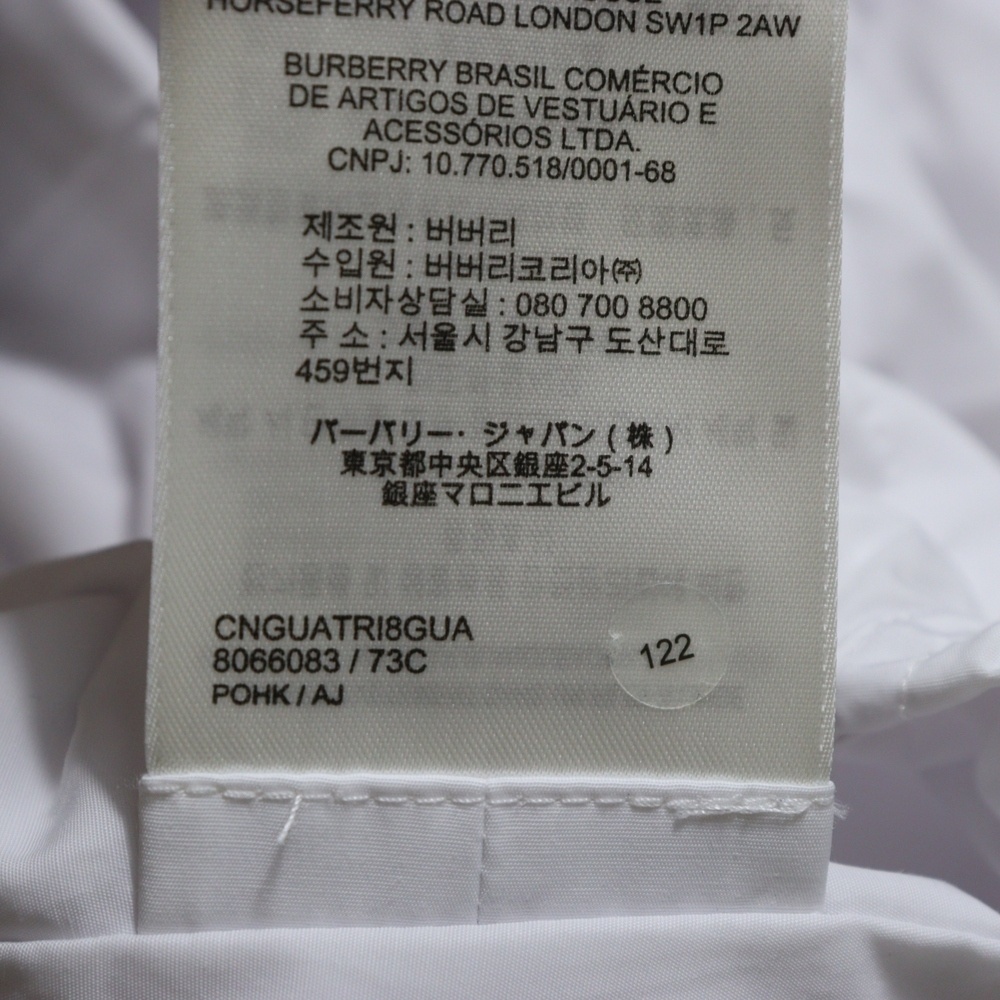 HORSEFERRY ROAD LONDON SW1P 2AW
BURBERRY BRASIL COMÉRCIO
DE ARTIGOS DE VESTUÁRIO E
ACESSÓRIOS LTDA.
CNPJ: 10.770.518/0001-68
제조원 : 버버리
수입원 : 버버리코리아㈜
소비자상담실 : 080 700 8800
주 소 : 서울시 강남구 도산대로
459번지
バーバリー・ジャパン ( 株 )
東京都中央区銀座2-5-14
銀座マロニエビル
CNGUATRI8GUA
8066083 / 73C
122
POHK / AJ